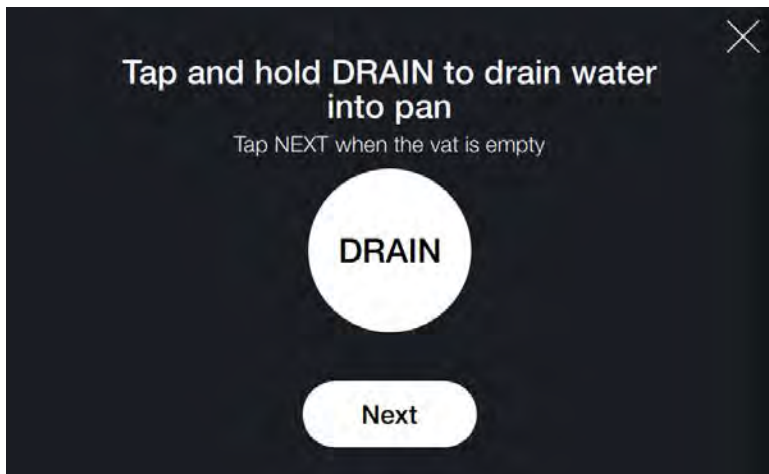 Tap and hold DRAIN to drain water
into pan
Tap NEXT when the vat is empty
DRAIN
Next